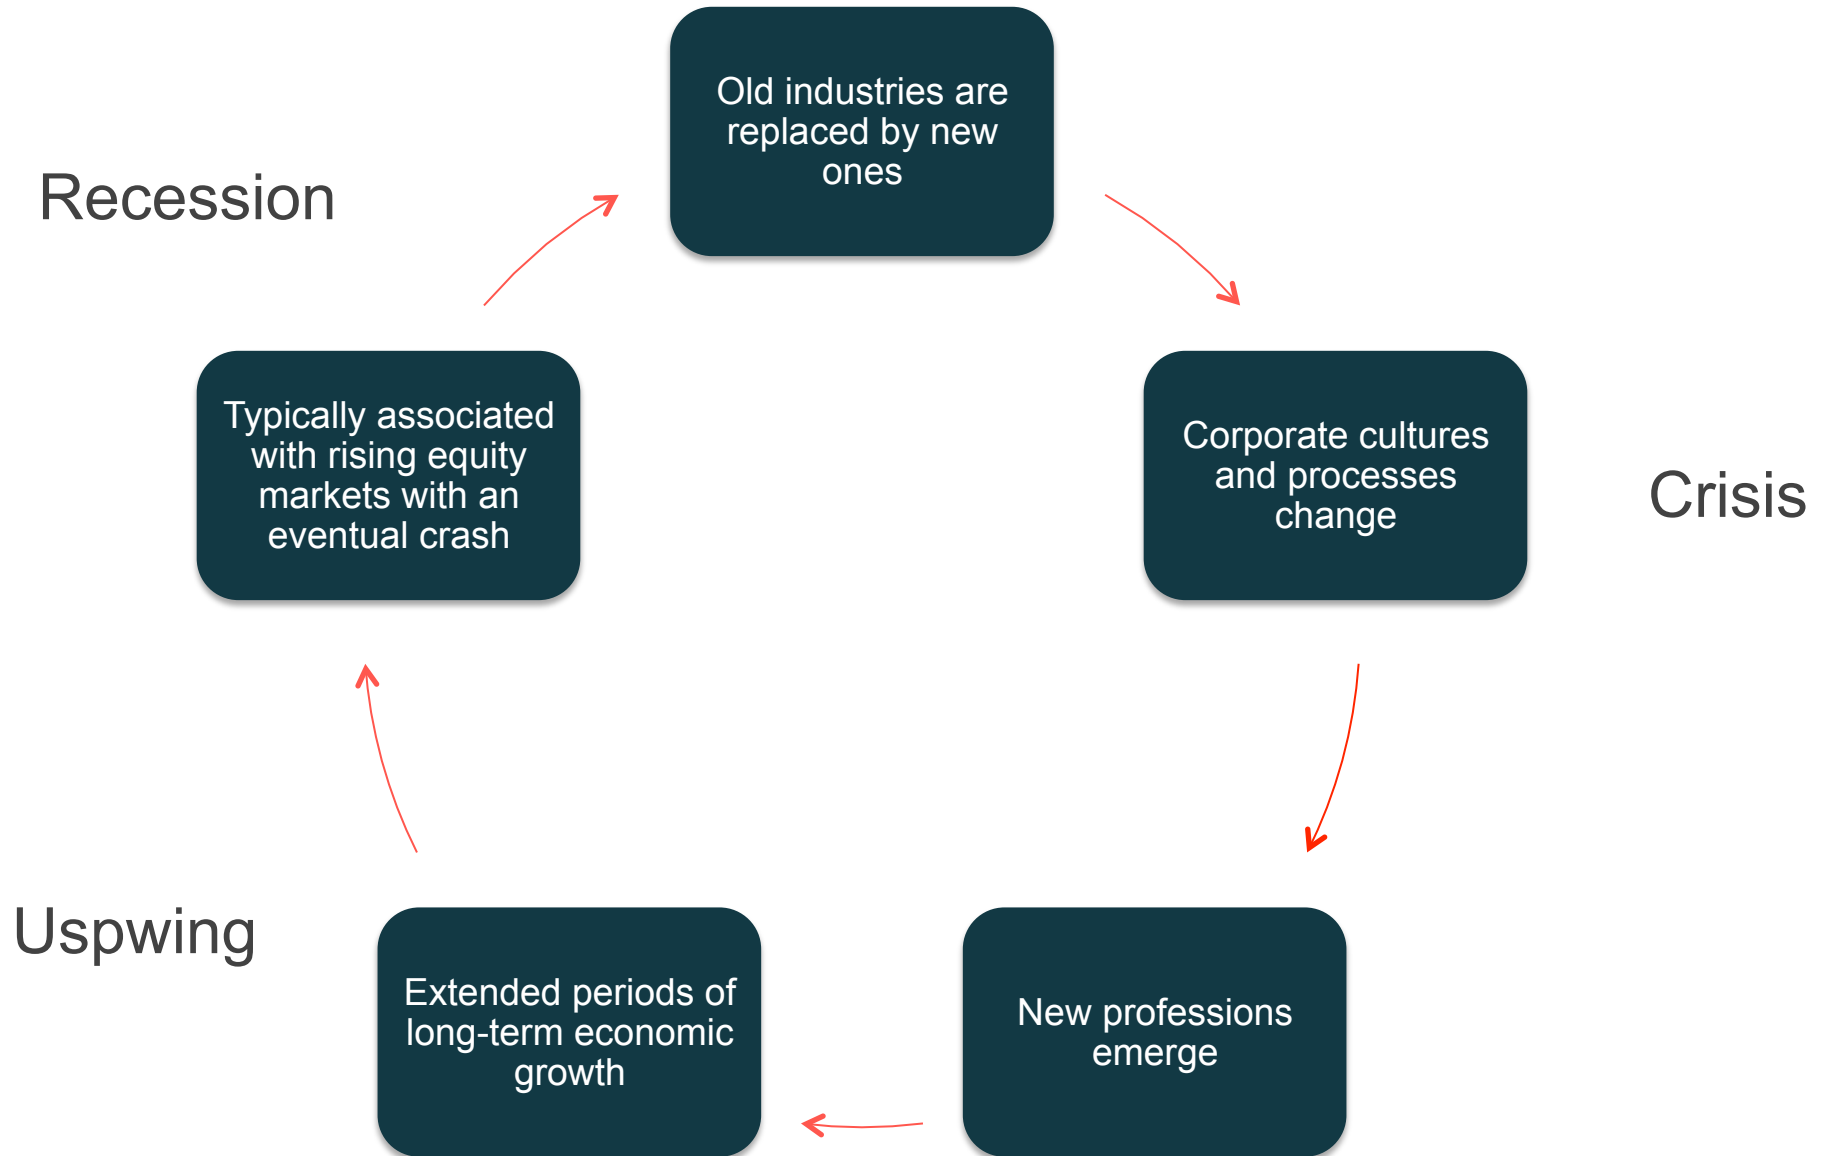 Old industries are
replaced by new
ones
Recession
Typically associated
with rising equity
markets with an
eventual crash
Corporate cultures
and processes
change
Crisis
Uspwing
Extended periods of
long-term economic
growth
New professions
emerge